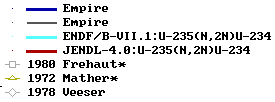 Empire
Empire
ENDF/B-VII.1:U-235(N,2N)U-234
JENDL-4.0:U-235(N,2N)U-234
1980 Frehaut*
1972 Mather*
1978 Veeser